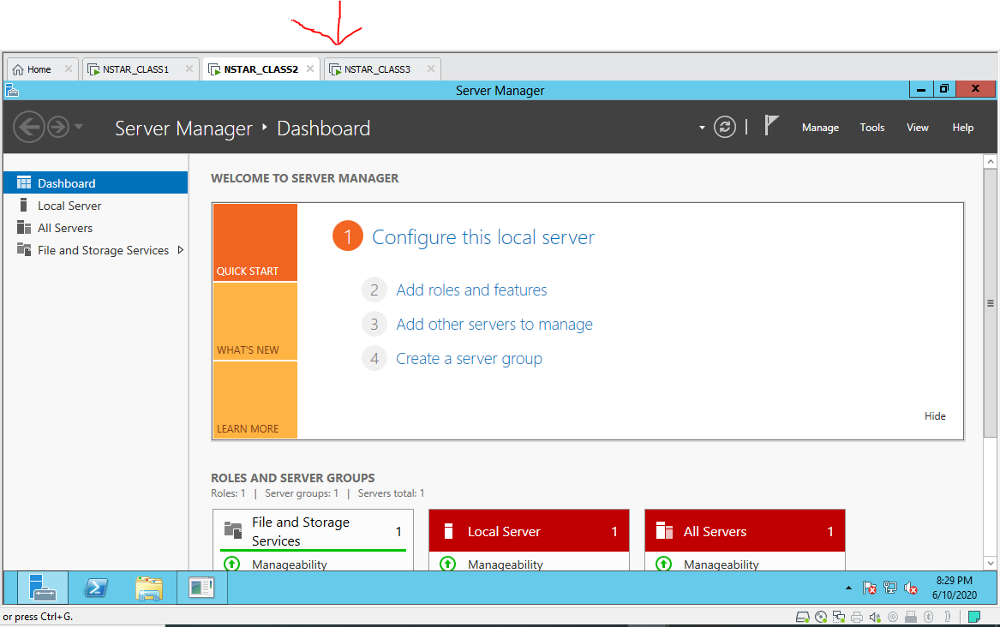 Home NSTAR_CLASS1 NSTAR_CLASS2 NSTAR_CLASS3
Server Manager
Server Manager Dashboard
Manage Tools View Help
Dashboard
Local Server
All Servers
File and Storage Services
WELCOME TO SERVER MANAGER
QUICK START
WHAT'S NEW
LEARN MORE
1 Configure this local server
2 Add roles and features
3 Add other servers to manage
4 Create a server group
Hide
ROLES AND SERVER GROUPS
Roles: 1 | Server groups: 1 | Servers total: 1
File and Storage
Services 1
Manageability
Local Server 1
Manageability
All Servers 1
Manageability
8:29 PM
6/10/2020
or press Ctrl+G.